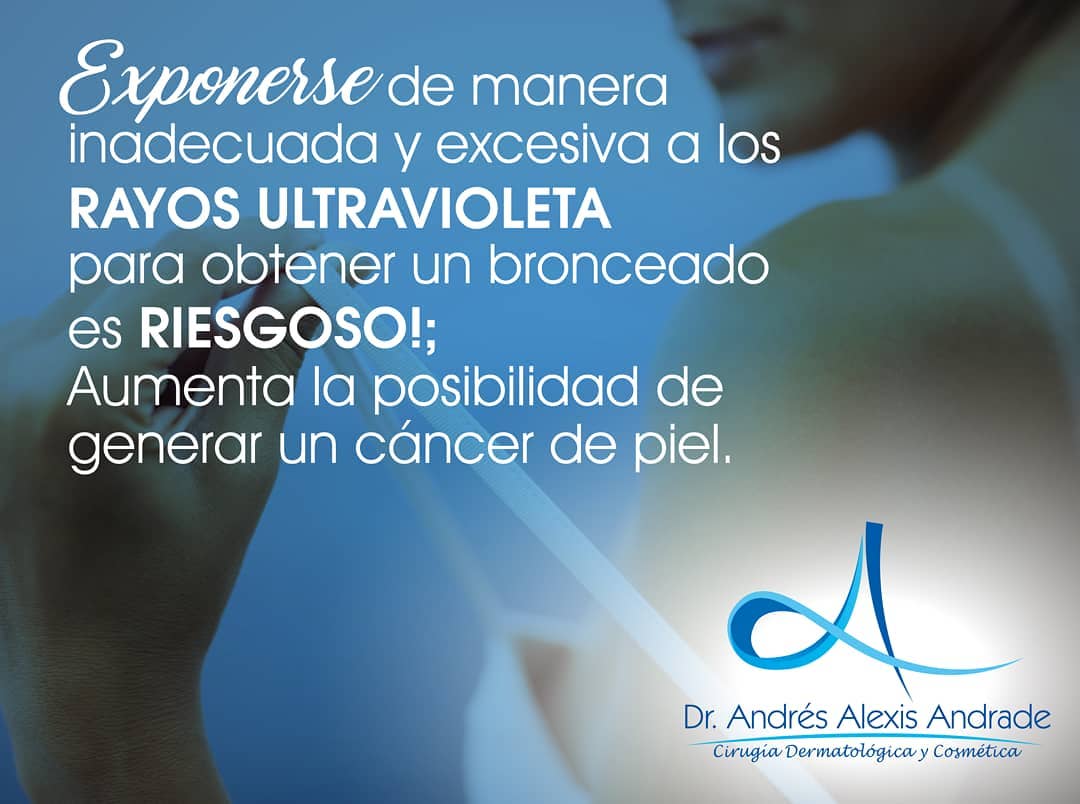 Exponerse de manera
inadecuada y excesiva a los
RAYOS ULTRAVIOLETA
para obtener un bronceado
es RIESGOSO!;
Aumenta la posibilidad de
generar un cáncer de piel.
Dr. Andrés Alexis Andrade
Cirugía Dermatológica y Cosmética